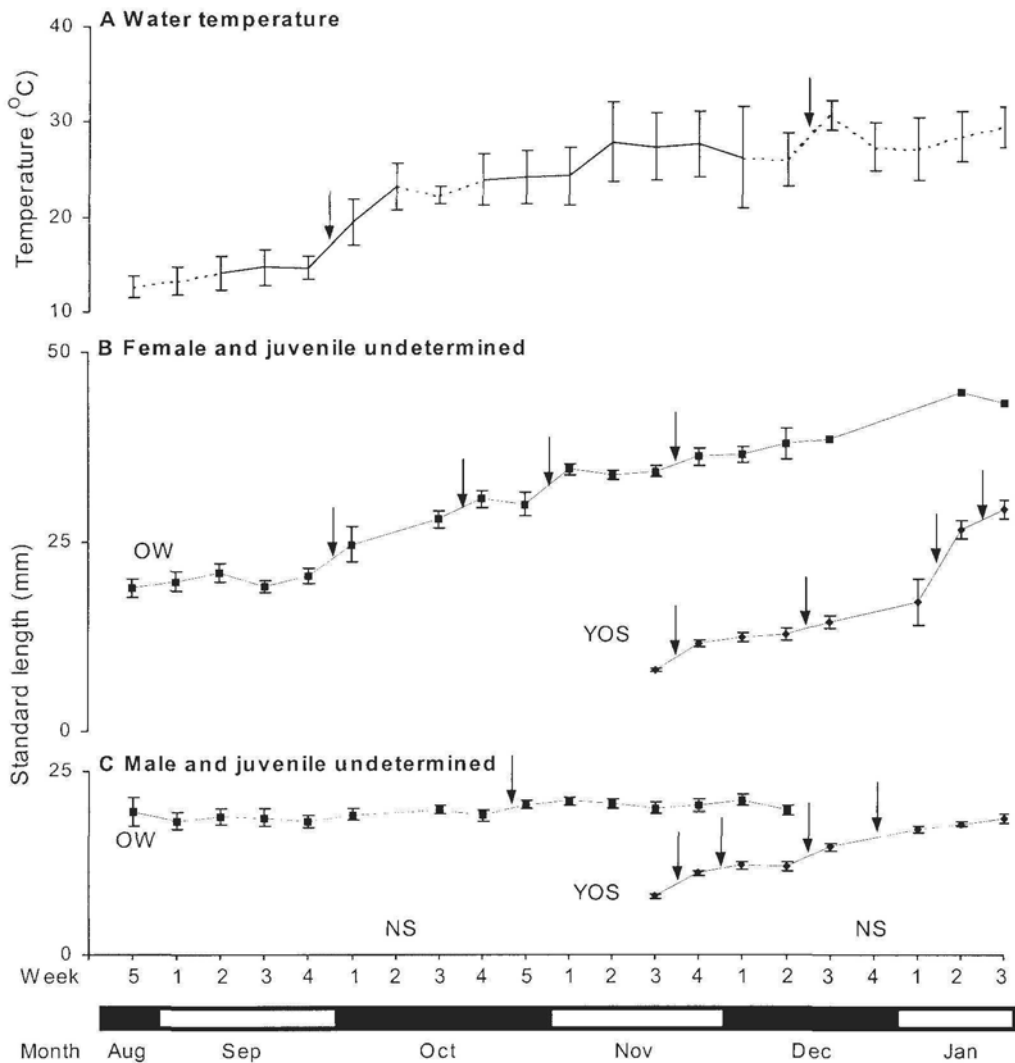 A Water temperature
40
30
20
10
Temperature (°C)
B Female and juvenile undetermined
50
25
0
OW
YOS
Standard length (mm)
C Male and juvenile undetermined
25
0
OW
YOS
NS NS
Week 5 1 2 3 4 1 2 3 4 5 1 2 3 4 1 2 3 4 1 2 3
Month Aug Sep Oct Nov Dec Jan